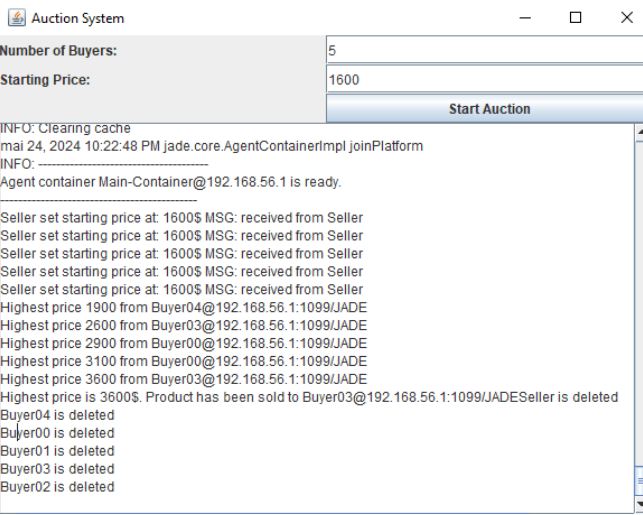 Auction System
Number of Buyers:
5
Starting Price:
1600
Start Auction
INFO: Clearing cache
mai 24, 2024 10:22:48 PM jade.core.AgentContainerImpl joinPlatform
INFO: --------------------------------------
Agent container Main-Container@192.168.56.1 is ready.
--------------------------------------------
Seller set starting price at: 1600$ MSG: received from Seller
Seller set starting price at: 1600$ MSG: received from Seller
Seller set starting price at: 1600$ MSG: received from Seller
Seller set starting price at: 1600$ MSG: received from Seller
Seller set starting price at: 1600$ MSG: received from Seller
Highest price 1900 from Buyer04@192.168.56.1:1099/JADE
Highest price 2600 from Buyer03@192.168.56.1:1099/JADE
Highest price 2900 from Buyer00@192.168.56.1:1099/JADE
Highest price 3100 from Buyer00@192.168.56.1:1099/JADE
Highest price 3600 from Buyer03@192.168.56.1:1099/JADE
Highest price is 3600$. Product has been sold to Buyer03@192.168.56.1:1099/JADESeller is deleted
Buyer04 is deleted
Buyer00 is deleted
Buyer01 is deleted
Buyer03 is deleted
Buyer02 is deleted